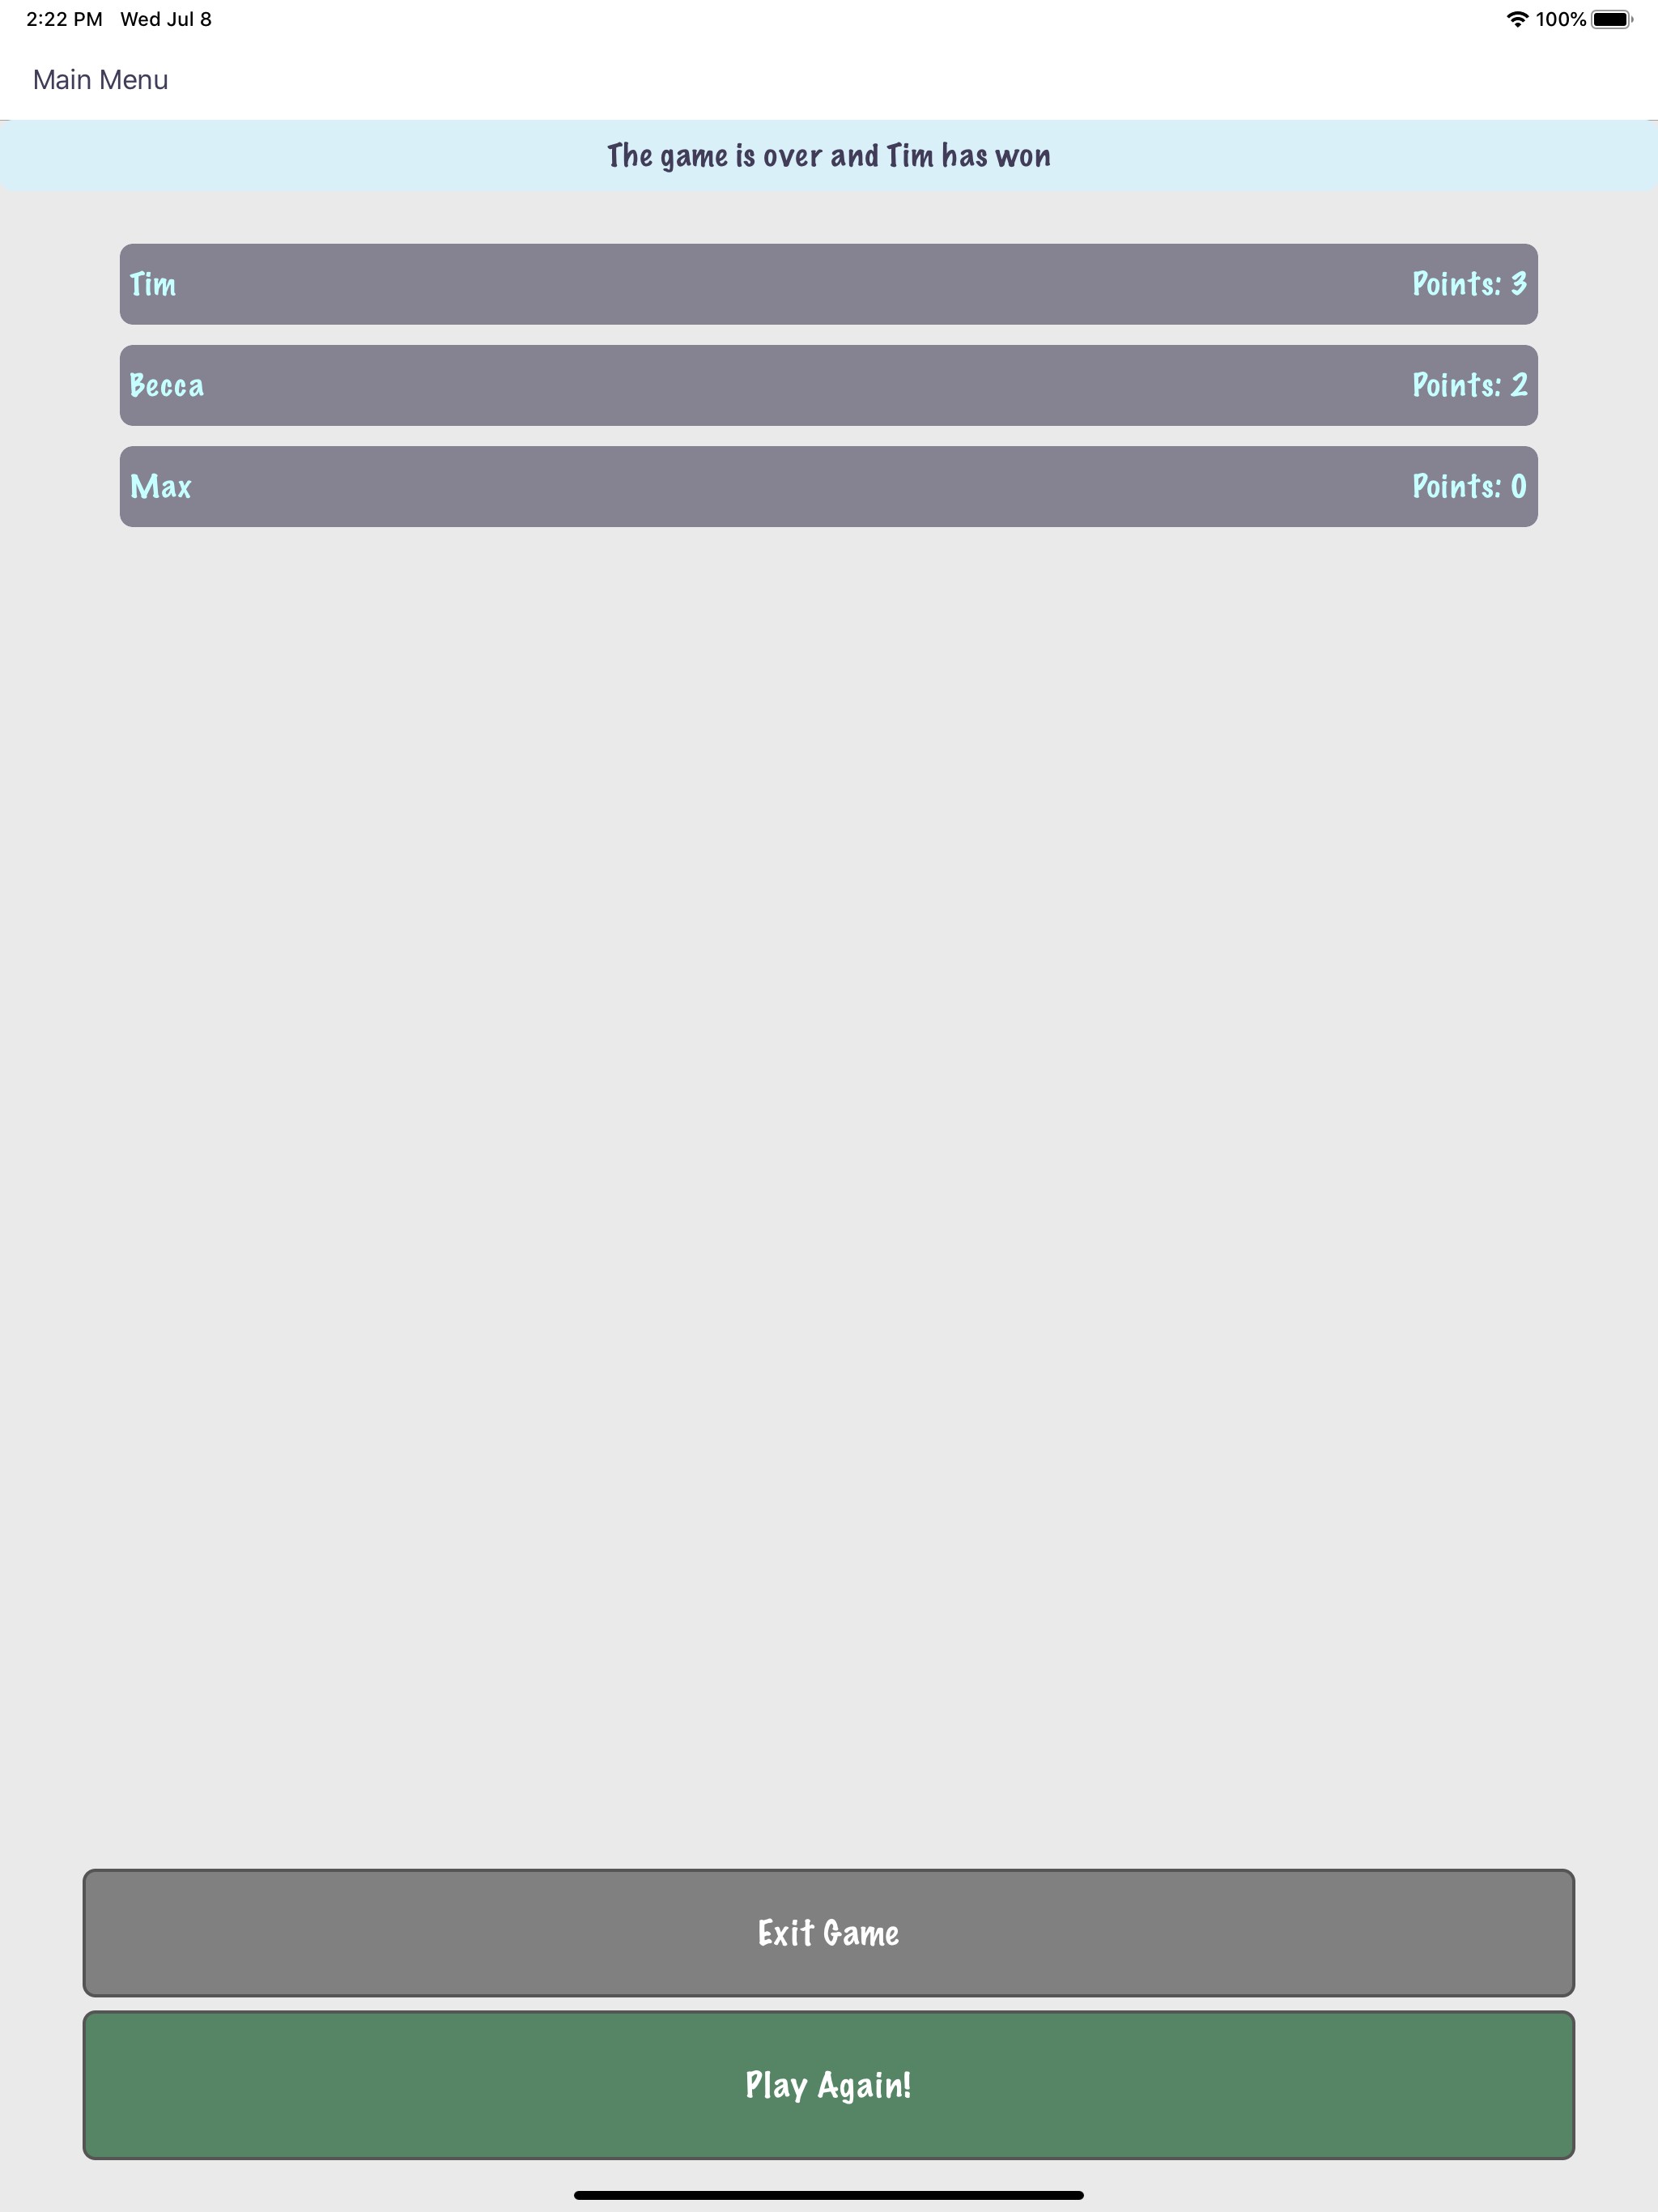 2:22 PM Wed Jul 8 100%
Main Menu
The game is over and Tim has won
Tim Points: 3
Becca Points: 2
Max Points: 0
Exit Game
Play Again!